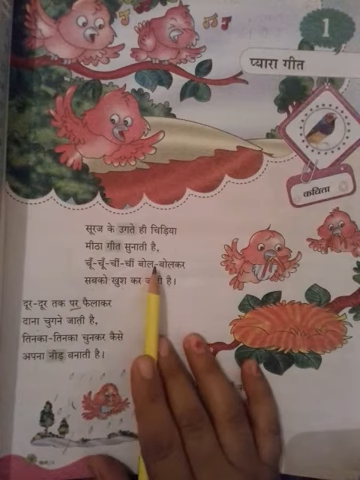 1
प्यारा गीत
कविता
सूरज के उगते ही चिड़िया
मीठा गीत सुनाती है,
चूँ-चूँ-चीं-चीं बोल-बोलकर
सबको खुश कर देती है।
दूर-दूर तक पर फैलाकर
दाना चुगने जाती है,
तिनका-तिनका चुनकर कैसे
अपना नीड़ बनाती है।